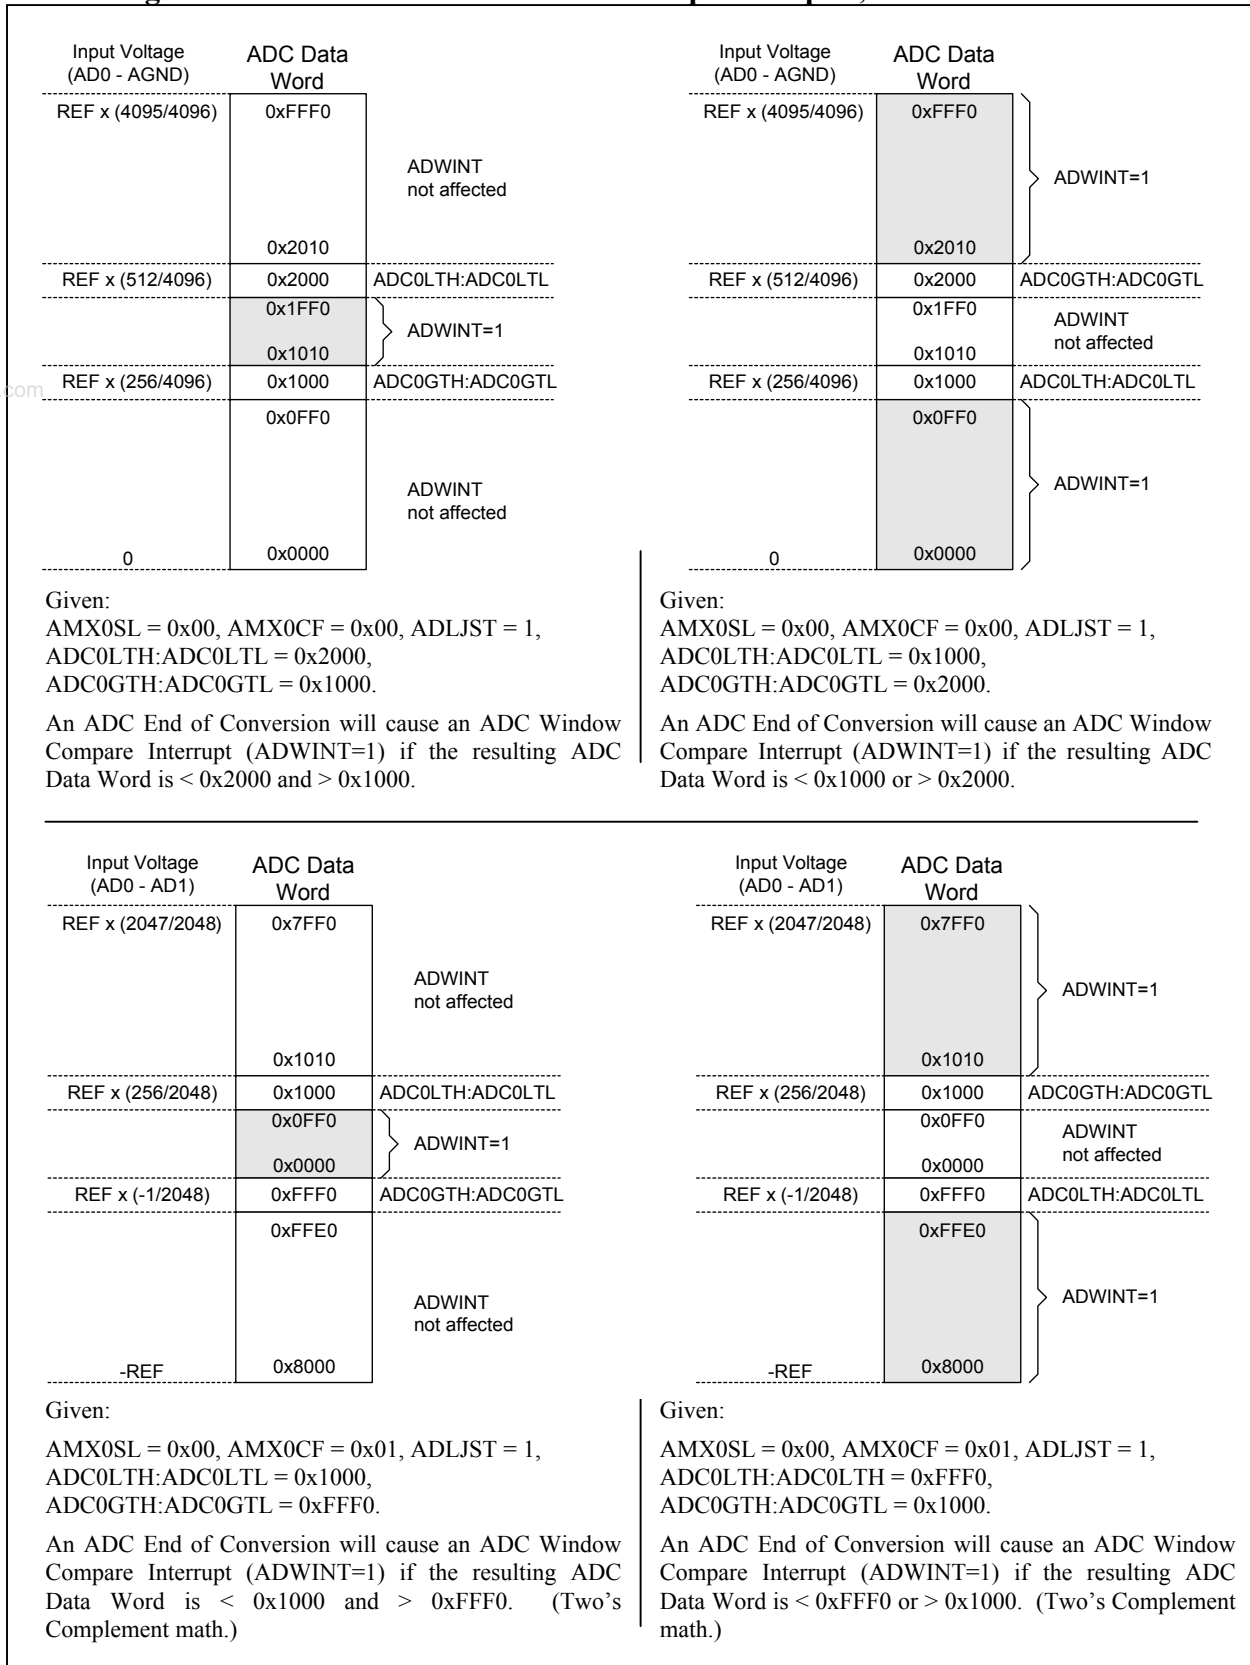 Input Voltage
(AD0 - AGND)
ADC Data
Word
REF x (4095/4096)
0xFFF0
ADWINT
not affected
0x2010
REF x (512/4096)
0x2000
ADC0LTH:ADC0LTL
0x1FF0
ADWINT=1
0x1010
REF x (256/4096)
0x1000
ADC0GTH:ADC0GTL
0x0FF0
ADWINT
not affected
0
0x0000
Given:
AMX0SL = 0x00, AMX0CF = 0x00, ADLJST = 1,
ADC0LTH:ADC0LTL = 0x2000,
ADC0GTH:ADC0GTL = 0x1000.
An ADC End of Conversion will cause an ADC Window
Compare Interrupt (ADWINT=1) if the resulting ADC
Data Word is < 0x2000 and > 0x1000.
Input Voltage
(AD0 - AGND)
ADC Data
Word
REF x (4095/4096)
0xFFF0
ADWINT=1
0x2010
REF x (512/4096)
0x2000
ADC0GTH:ADC0GTL
0x1FF0
ADWINT
not affected
0x1010
REF x (256/4096)
0x1000
ADC0LTH:ADC0LTL
0x0FF0
ADWINT=1
0
0x0000
Given:
AMX0SL = 0x00, AMX0CF = 0x00, ADLJST = 1,
ADC0LTH:ADC0LTL = 0x1000,
ADC0GTH:ADC0GTL = 0x2000.
An ADC End of Conversion will cause an ADC Window
Compare Interrupt (ADWINT=1) if the resulting ADC
Data Word is < 0x1000 or > 0x2000.
Input Voltage
(AD0 - AD1)
ADC Data
Word
REF x (2047/2048)
0x7FF0
ADWINT
not affected
0x1010
REF x (256/2048)
0x1000
ADC0LTH:ADC0LTL
0x0FF0
ADWINT=1
0x0000
REF x (-1/2048)
0xFFF0
ADC0GTH:ADC0GTL
0xFFE0
ADWINT
not affected
-REF
0x8000
Given:
AMX0SL = 0x00, AMX0CF = 0x01, ADLJST = 1,
ADC0LTH:ADC0LTL = 0x1000,
ADC0GTH:ADC0GTL = 0xFFF0.
An ADC End of Conversion will cause an ADC Window
Compare Interrupt (ADWINT=1) if the resulting ADC
Data Word is < 0x1000 and > 0xFFF0. (Two's
Complement math.)
Input Voltage
(AD0 - AD1)
ADC Data
Word
REF x (2047/2048)
0x7FF0
ADWINT=1
0x1010
REF x (256/2048)
0x1000
ADC0GTH:ADC0GTL
0x0FF0
ADWINT
not affected
0x0000
REF x (-1/2048)
0xFFF0
ADC0LTH:ADC0LTL
0xFFE0
ADWINT=1
-REF
0x8000
Given:
AMX0SL = 0x00, AMX0CF = 0x01, ADLJST = 1,
ADC0LTH:ADC0LTH = 0xFFF0,
ADC0GTH:ADC0GTL = 0x1000.
An ADC End of Conversion will cause an ADC Window
Compare Interrupt (ADWINT=1) if the resulting ADC
Data Word is < 0xFFF0 or > 0x1000. (Two's Complement
math.)
.com